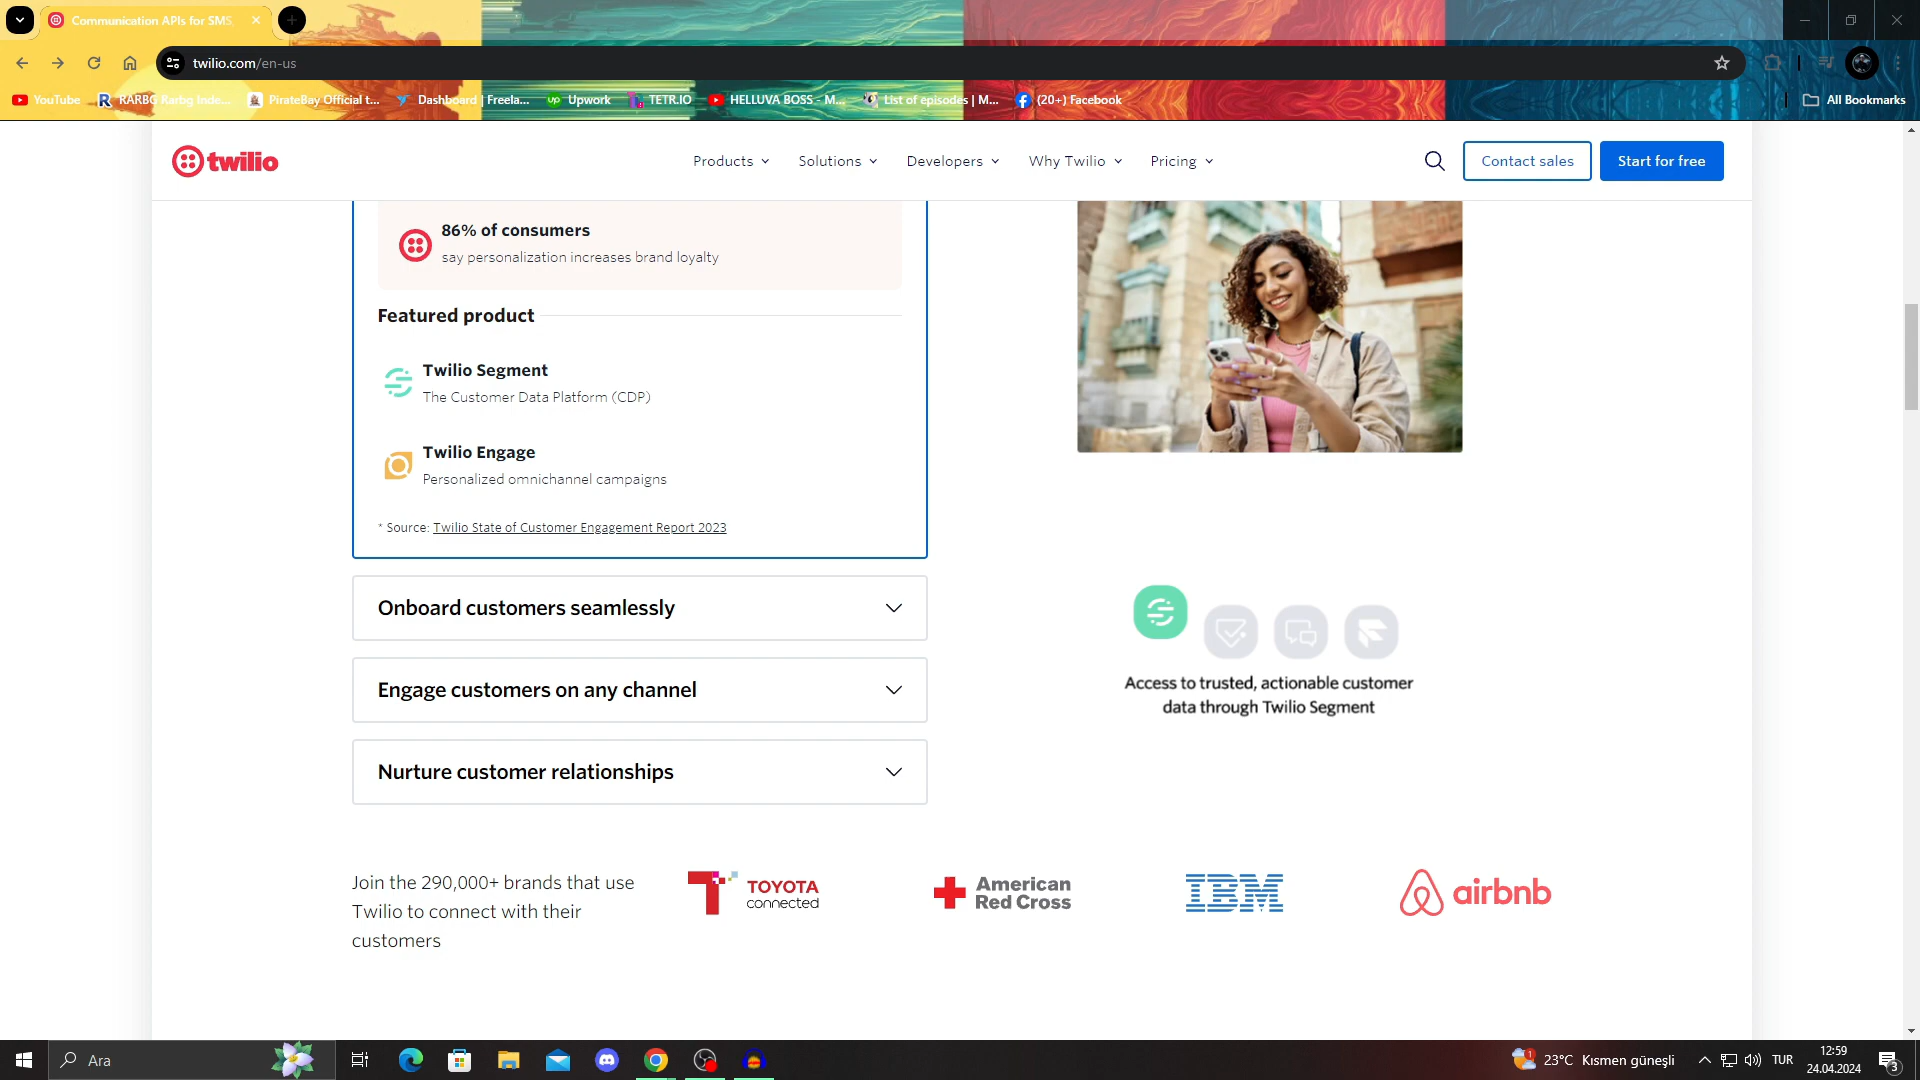 Communication APIs for SMS,
twilio.com/en-us
YouTube
RARBG Rarbg Inde...
PirateBay Official t...
Dashboard | Freela...
Upwork
TETR.IO
HELLUVA BOSS - M...
List of episodes | M...
(20+) Facebook
All Bookmarks
twilio
Products
Solutions
Developers
Why Twilio
Pricing
Contact sales
Start for free
86% of consumers
say personalization increases brand loyalty
Featured product
Twilio Segment
The Customer Data Platform (CDP)
Twilio Engage
Personalized omnichannel campaigns
* Source: Twilio State of Customer Engagement Report 2023
Onboard customers seamlessly
Engage customers on any channel
Nurture customer relationships
Access to trusted, actionable customer
data through Twilio Segment
Join the 290,000+ brands that use
Twilio to connect with their
customers
TOYOTA
connected
American
Red Cross
IBM
airbnb
Ara
1
23°C Kısmen güneşli
TUR
12:59
24.04.2024
3